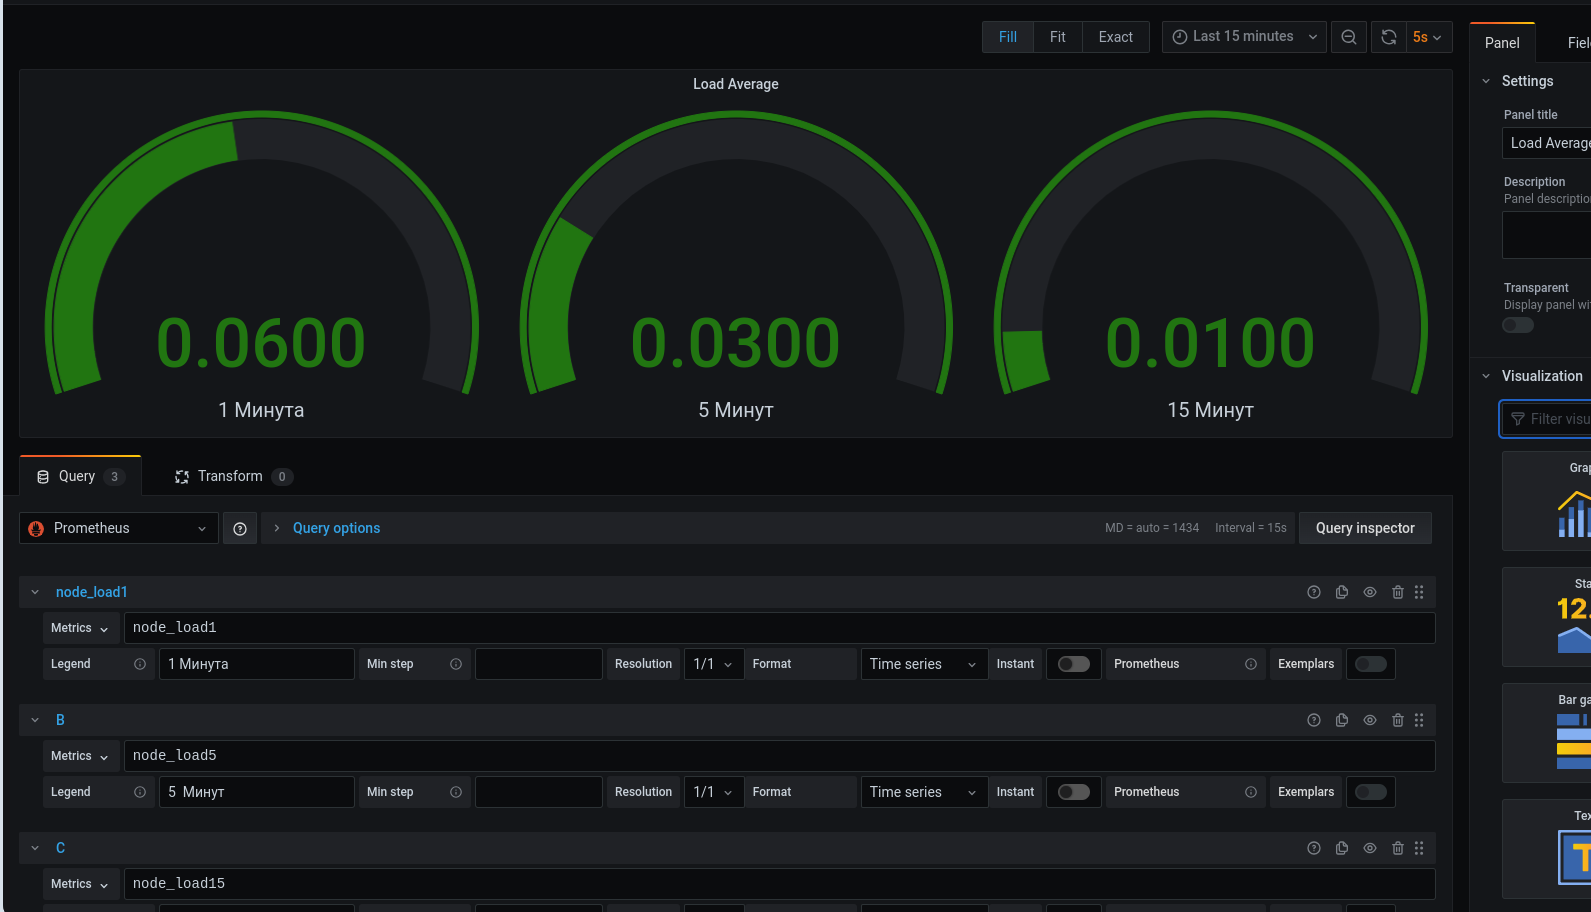 Fill Fit Exact Last 15 minutes 5s
Load Average
0.0600 0.0300 0.0100
1 Минута 5 Минут 15 Минут
Query 3 Transform 0
Prometheus Query options MD = auto = 1434 Interval = 15s Query inspector
node_load1
Metrics node_load1
Legend 1 Минута Min step Resolution 1/1 Format Time series Instant Prometheus Exemplars
B
Metrics node_load5
Legend 5 Минут Min step Resolution 1/1 Format Time series Instant Prometheus Exemplars
C
Metrics node_load15
Panel Fiel
Settings
Panel title
Load Average
Description
Panel descriptio
Transparent
Display panel wi
Visualization
Filter visu
Grap
Sta
12.
Bar ga
Tex
T